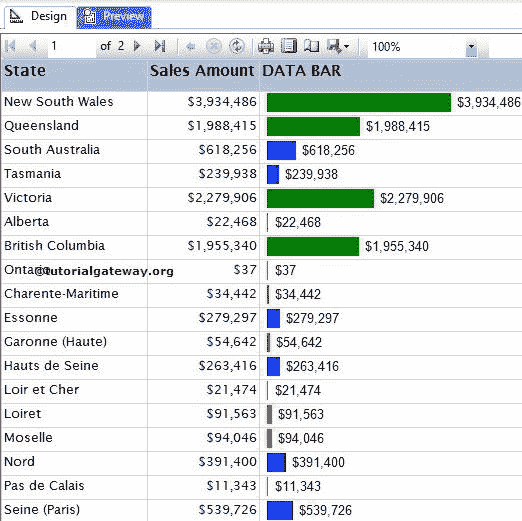 Design Preview
1 of 2 100%
State Sales Amount DATA BAR
New South Wales $3,934,486 $3,934,486
Queensland $1,988,415 $1,988,415
South Australia $618,256 $618,256
Tasmania $239,938 $239,938
Victoria $2,279,906 $2,279,906
Alberta $22,468 $22,468
British Columbia $1,955,340 $1,955,340
Ontario $37 $37
©tutorialgateway.org
Charente-Maritime $34,442 $34,442
Essonne $279,297 $279,297
Garonne (Haute) $54,642 $54,642
Hauts de Seine $263,416 $263,416
Loir et Cher $21,474 $21,474
Loiret $91,563 $91,563
Moselle $94,046 $94,046
Nord $391,400 $391,400
Pas de Calais $11,343 $11,343
Seine (Paris) $539,726 $539,726